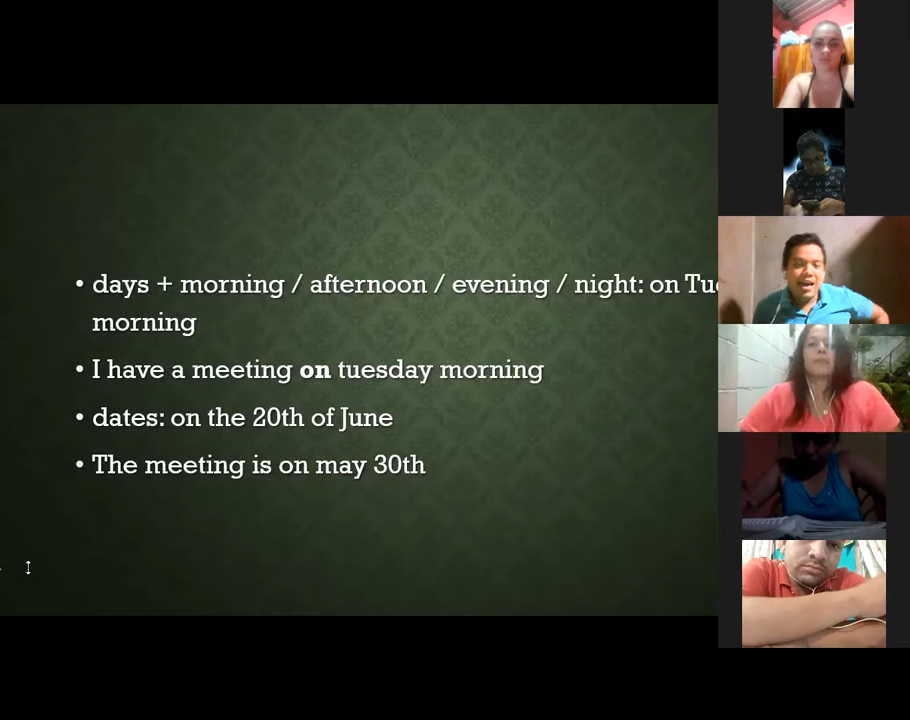 • days + morning / afternoon / evening / night: on
morning
• I have a meeting on tuesday morning
• dates: on the 20th of June
• The meeting is on may 30th